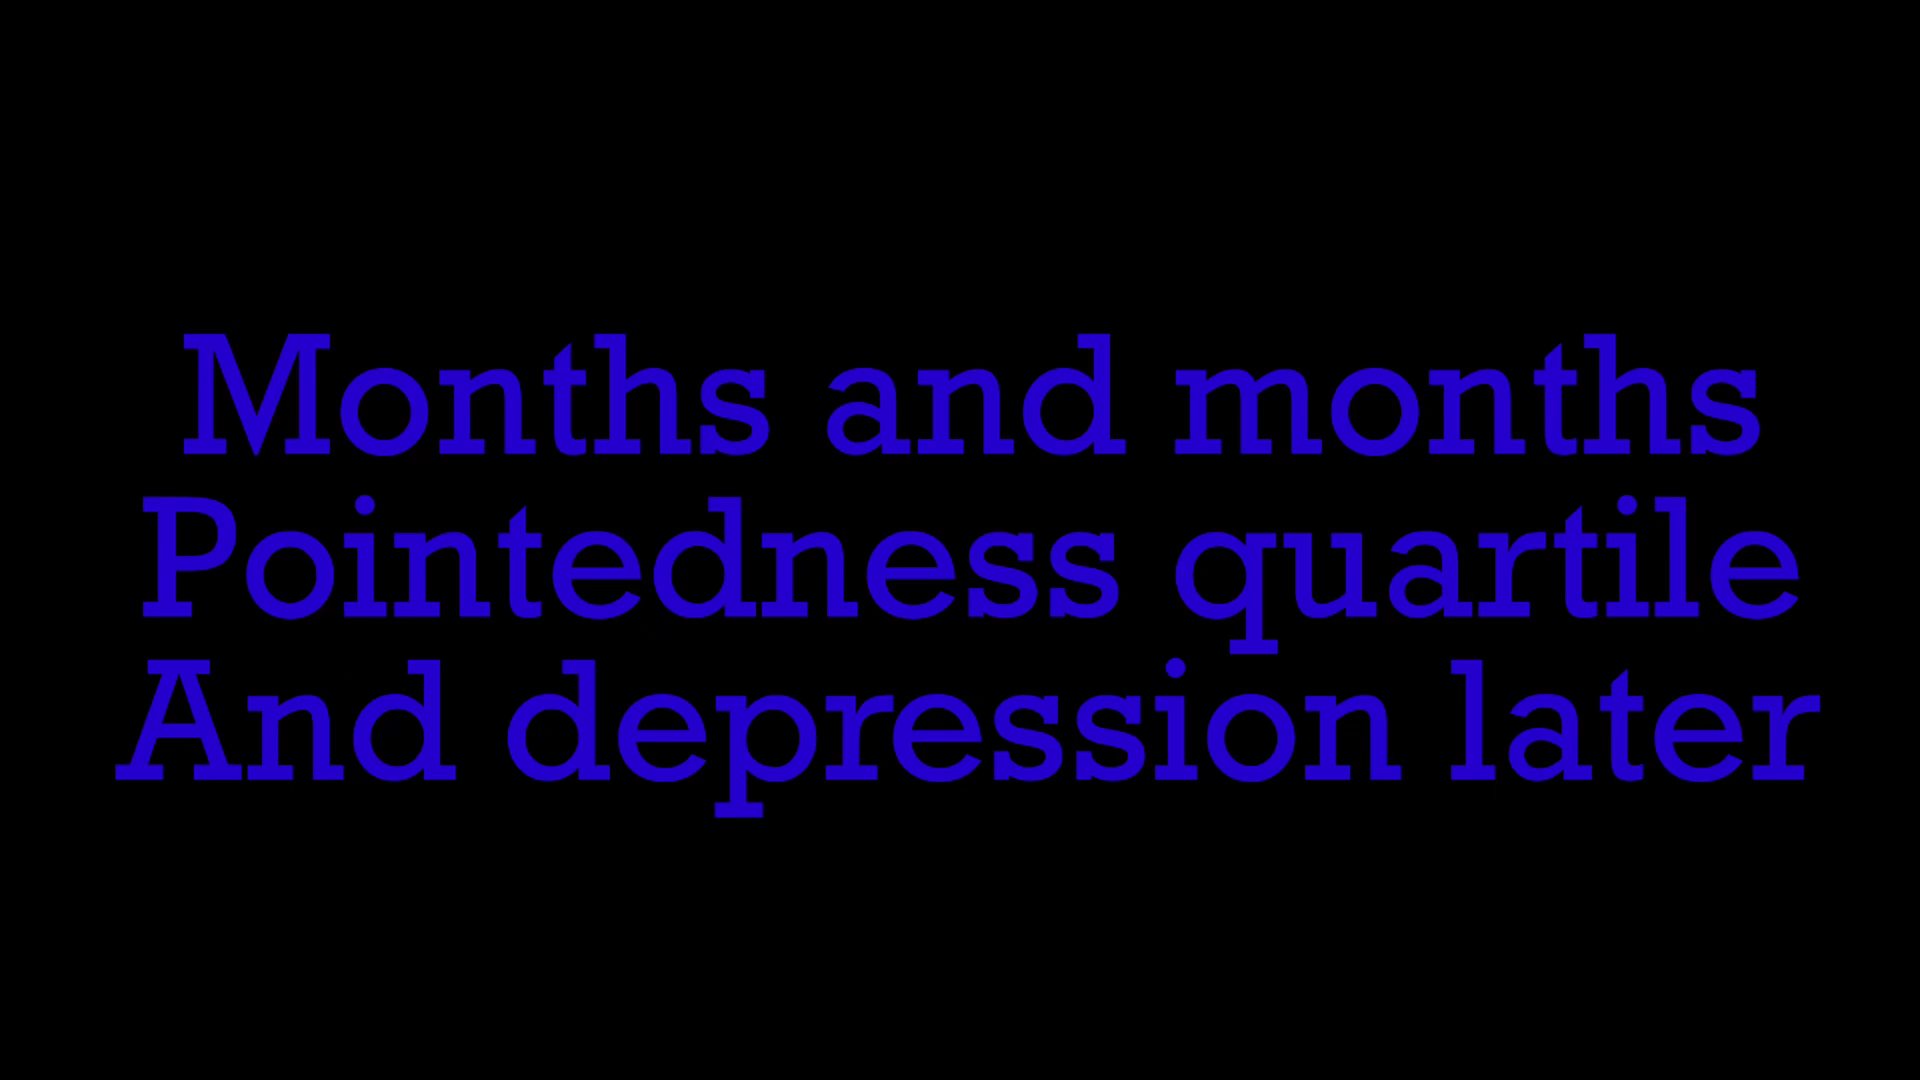 Months and months
Pointedness quartile
And depression later